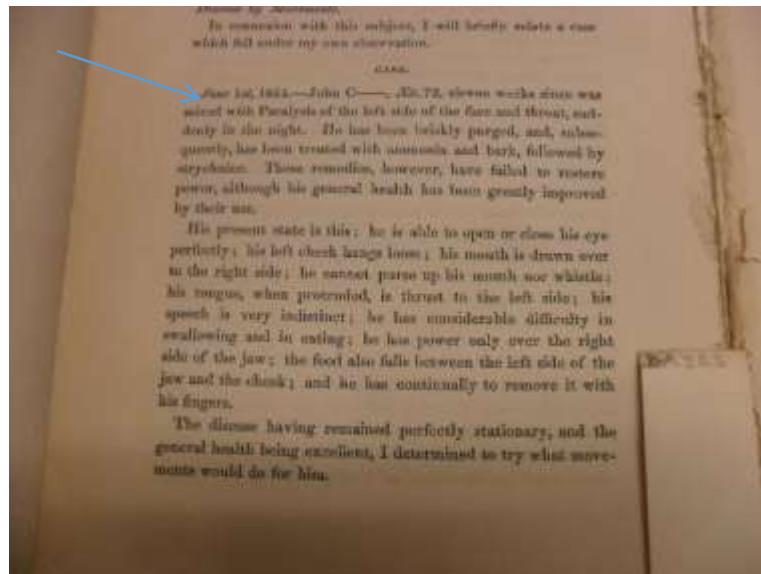 Disease by Movements.
In connexion with this subject, I will briefly relate a case
which fell under my own observation.
CASE.
June 1st, 1855.—John C——, Æt. 72, eleven weeks since was
seized with Paralysis of the left side of the face and throat, sud-
denly in the night. He has been briskly purged, and, subse-
quently, has been treated with ammonia and bark, followed by
strychnine. These remedies, however, have failed to restore
power, although his general health has been greatly improved
by their use.
His present state is this; he is able to open or close his eye
perfectly; his left cheek hangs loose; his mouth is drawn over
to the right side; he cannot purse up his mouth nor whistle;
his tongue, when protruded, is thrust to the left side; his
speech is very indistinct; he has considerable difficulty in
swallowing and in eating; he has power only over the right
side of the jaw; the food also falls between the left side of the
jaw and the cheek; and he has continually to remove it with
his fingers.
The disease having remained perfectly stationary, and the
general health being excellent, I determined to try what move-
ments would do for him.